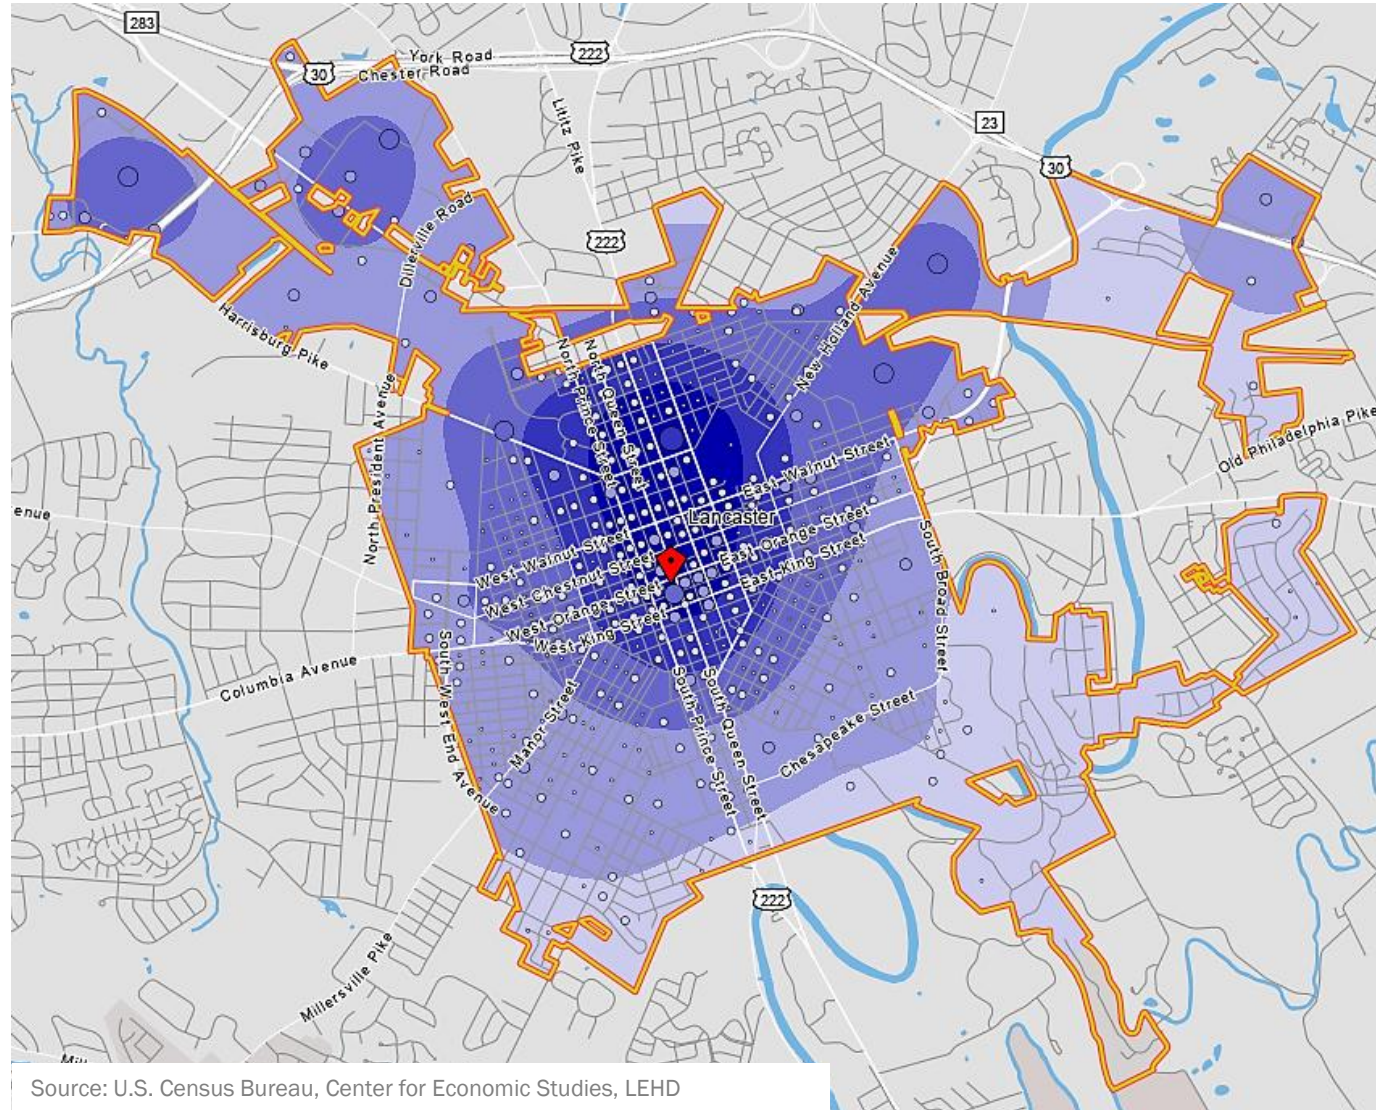 283
York Road
222
30
Chester Road
Lititz Pike
23
30
Dillerville Road
222
New Holland Avenue
Harrisburg Pike
North Prince Street
North Queen Street
North President Avenue
Old Philadelphia Pike
East Walnut Street
enue
Lancaster
East Orange Street
West Walnut Street
West Chestnut Street
East King Street
West Orange Street
West King Street
South Broad Street
Columbia Avenue
South West End Avenue
Manor Street
South Prince Street
South Queen Street
Chesapeake Street
222
Millersville Pike
Source: U.S. Census Bureau, Center for Economic Studies, LEHD